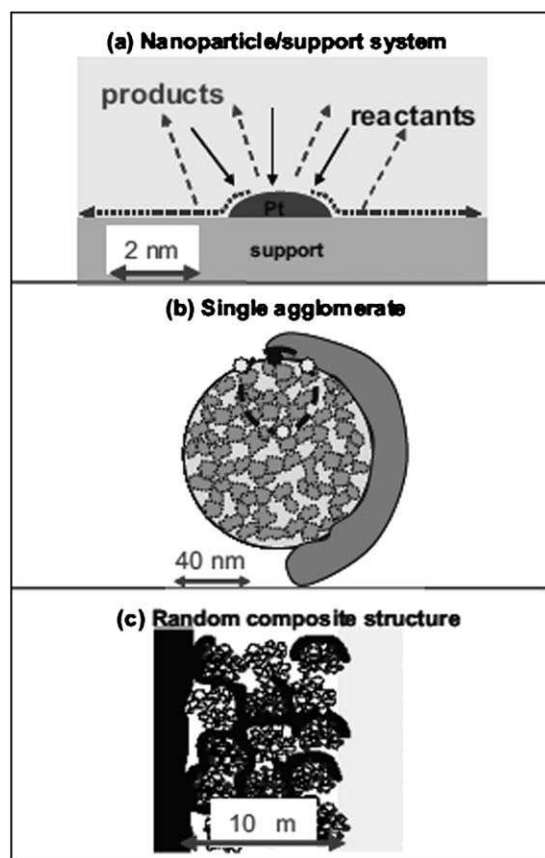 (a) Nanoparticle/support system
products
reactants
Pt
2 nm
support
(b) Single agglomerate
40 nm
(c) Random composite structure
10 m